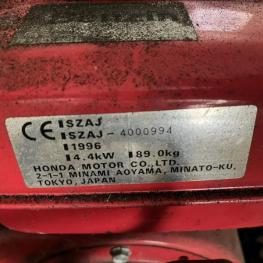 CE SZAJ
SZAJ-4000994
1996
4.4kW 89.0kg
HONDA MOTOR CO.,LTD.
2-1-1 MINAMI AOYAMA, MINATO-KU,
TOKYO, JAPAN